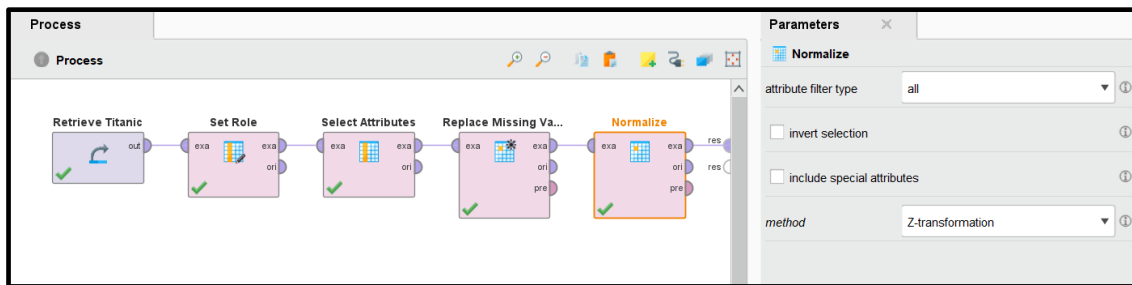 Process
Process
Retrieve Titanic
out
Set Role
exa
exa
ori
Select Attributes
exa
exa
ori
Replace Missing Va...
exa
exa
ori
pre
Normalize
exa
exa
ori
pre
res
res
Parameters
Normalize
attribute filter type
all
invert selection
include special attributes
method
Z-transformation